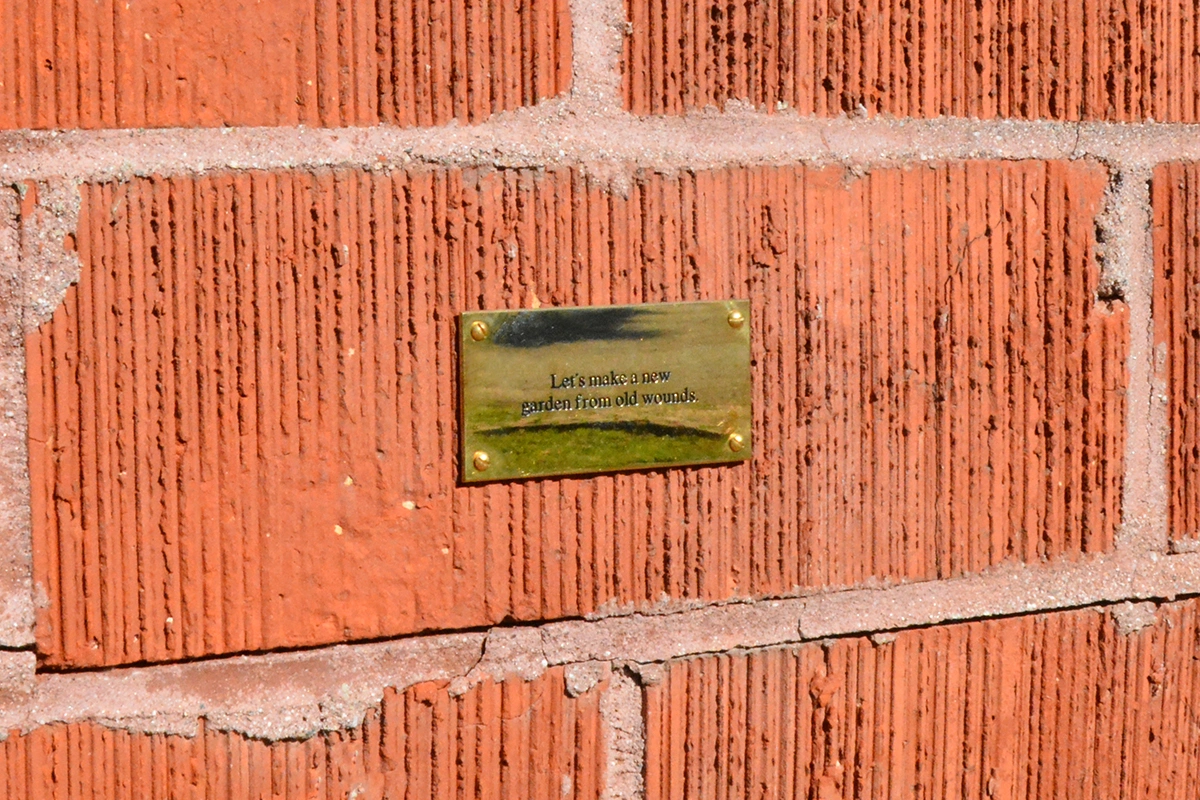 Let's make a new
garden from old wounds.